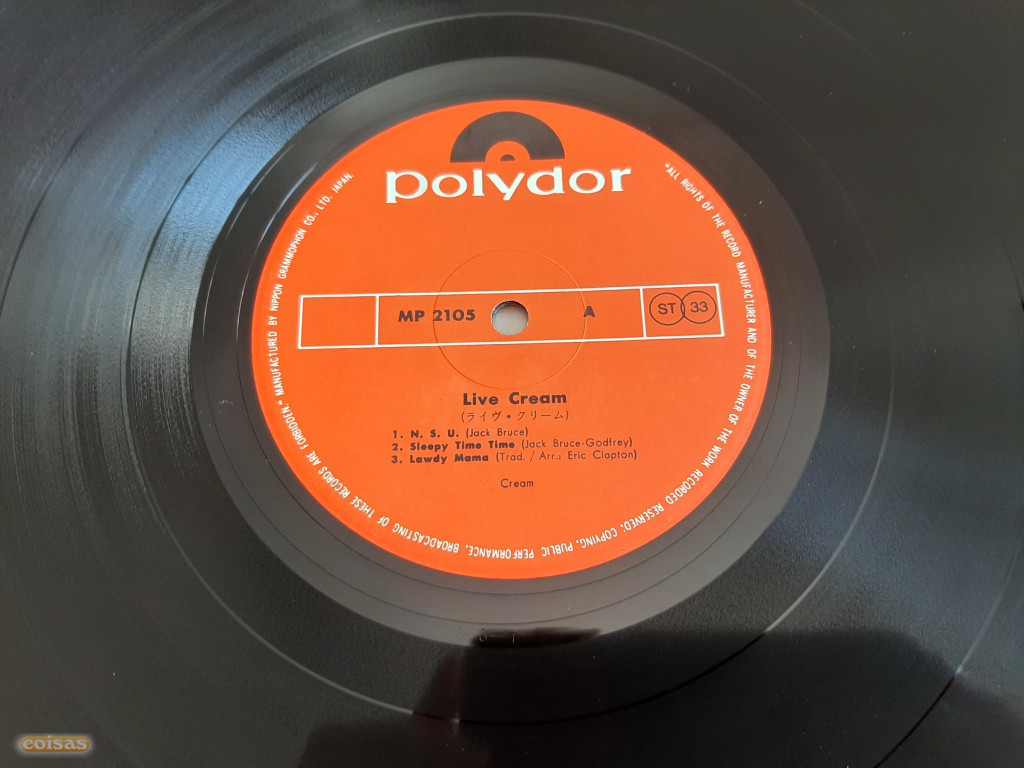 polydor
MP 2105 A ST 33
Live Cream
(ライヴ・クリーム)
1. N. S. U. (Jack Bruce)
2. Sleepy Time Time (Jack Bruce-Godfrey)
3. Lawdy Mama (Trad. / Arr.: Eric Clapton)
Cream
"ALL RIGHTS OF THE RECORD MANUFACTURER AND OF THE OWNER OF THE WORK RECORDED RESERVED. COPYING, PUBLIC PERFORMANCE, BROADCASTING OF THESE RECORDS ARE FORBIDDEN." MANUFACTURED BY NIPPON GRAMMOPHON CO., LTD. JAPAN.
coisas